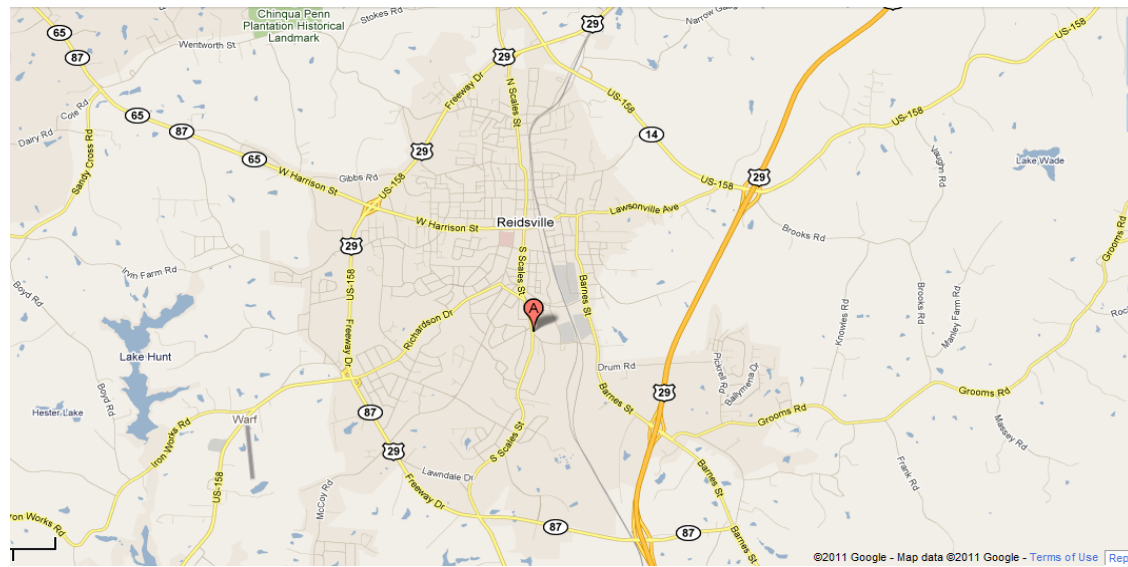 Chinqua Penn
Plantation Historical
Landmark
Stokes Rd
29
65
Wentworth St
87
29
Freeway Dr
N Scales St
US-158
US-158
29
Cole Rd
Dairy Rd
65
87
14
US-158
Sandy Cross Rd
65
29
Gibbs Rd
US-158
W Harrison St
US-158
29
Vaughn Rd
Lake Wade
W Harrison St
Reidsville
Lawsonville Ave
Brooks Rd
Grooms Rd
29
Irvin Farm Rd
Boyd Rd
US-158
S Scales St
Barnes St
Brooks Rd
Manley Farm Rd
Knowles Rd
A
Richardson Dr
Freeway Dr
Lake Hunt
Drum Rd
Pickrell Rd
Ballymena Dr
29
Boyd Rd
Hester Lake
Warf
87
Barnes St
Grooms Rd
Grooms Rd
Massey Rd
Iron Works Rd
29
S Scales St
Lawndale Dr
Barnes St
Frank Rd
US-158
McCoy Rd
Freeway Dr
87
87
ron Works Rd
©2011 Google - Map data ©2011 Google - Terms of Use
Rep